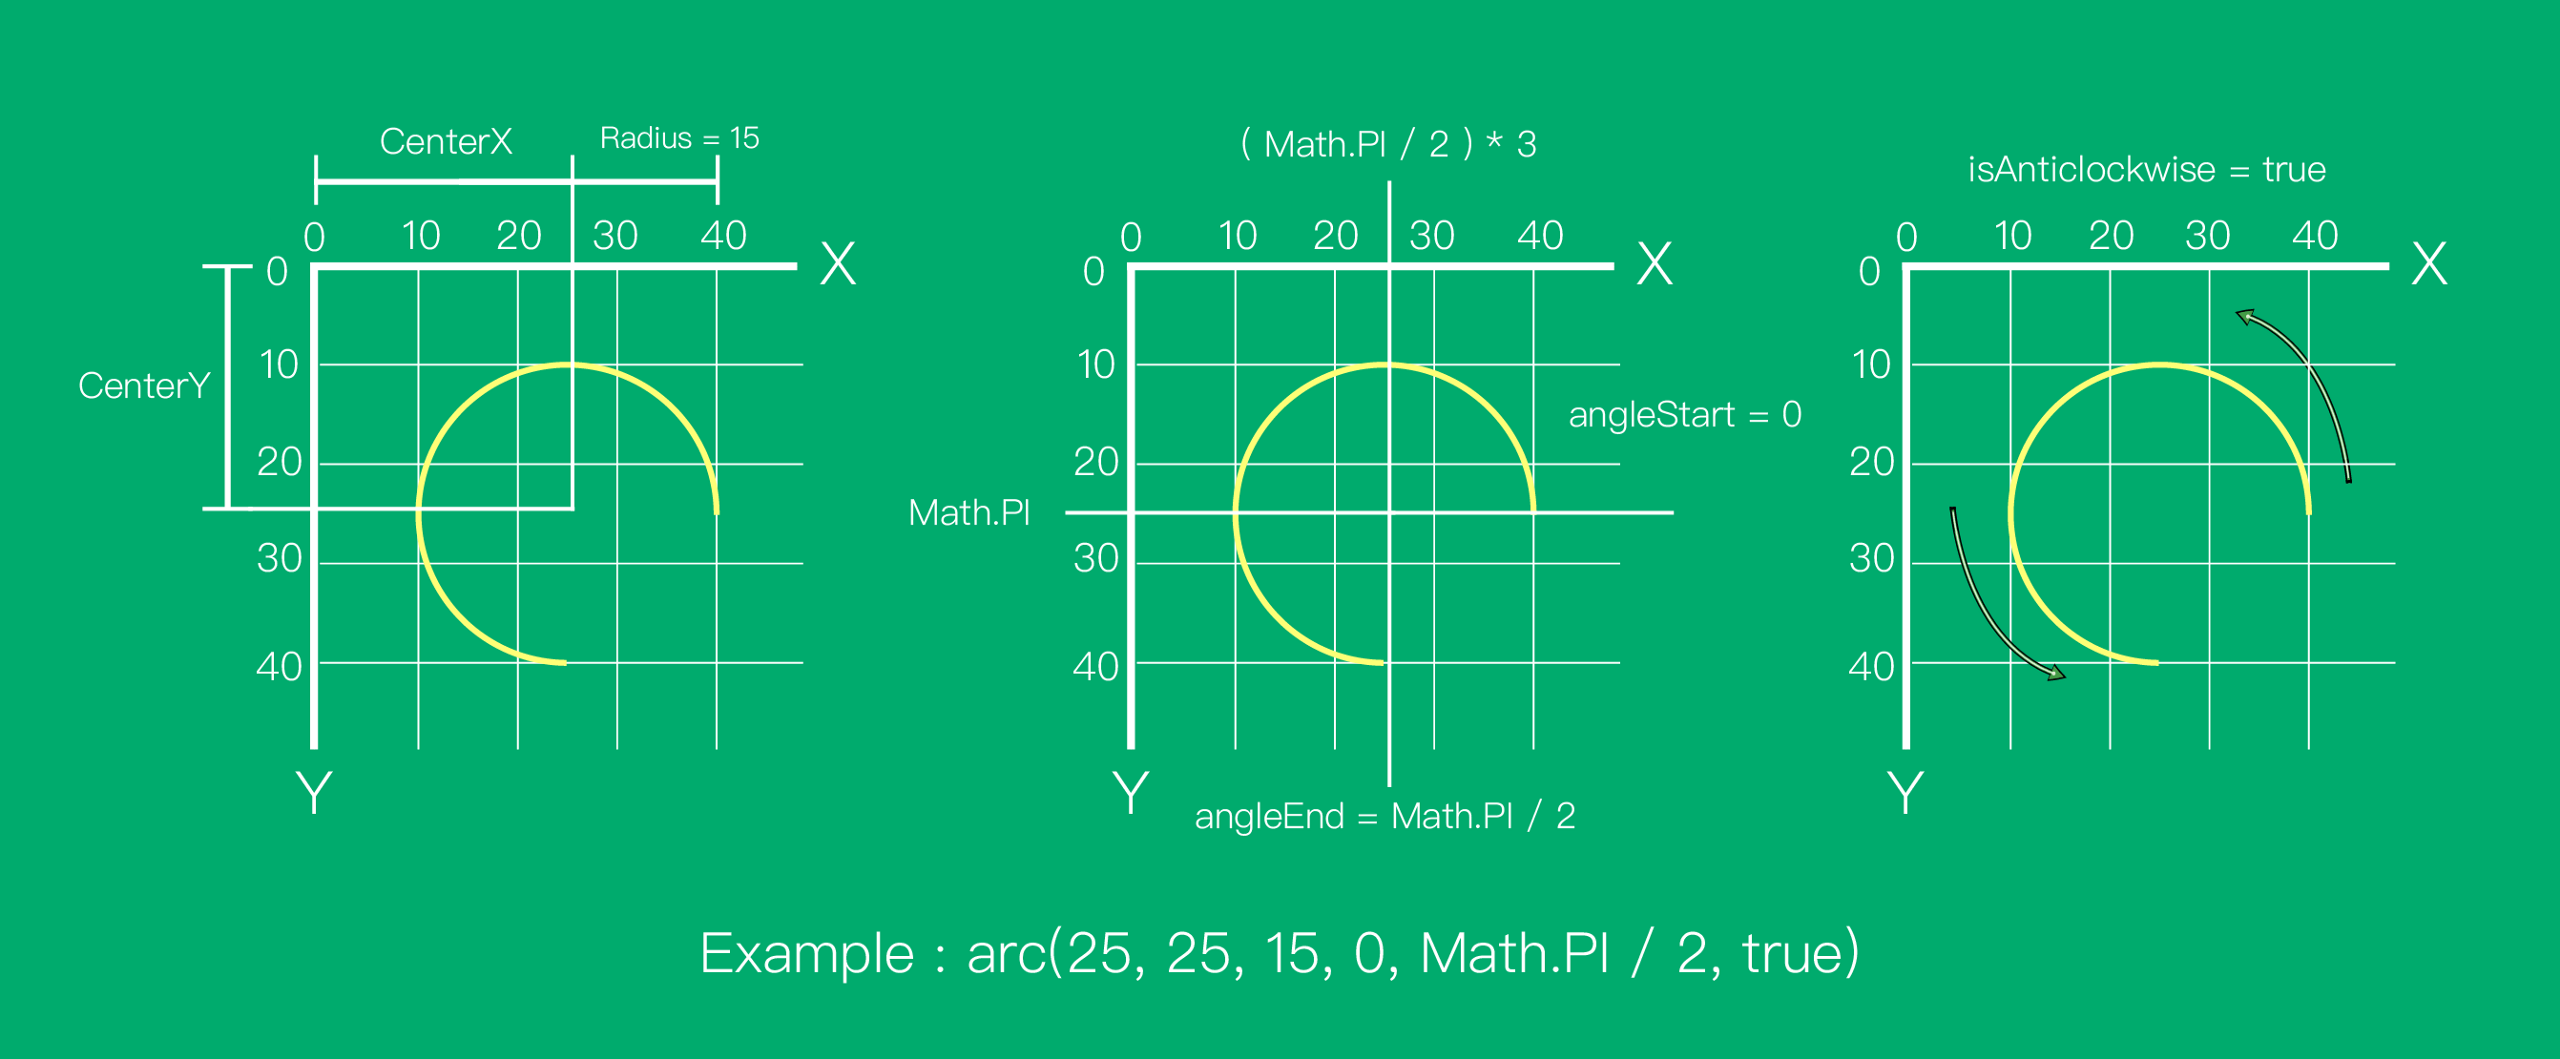 CenterX
Radius = 15
0 10 20 30 40
X
0
10
CenterY
20
30
40
Y
( Math.PI / 2 ) * 3
0 10 20 30 40
X
0
10
angleStart = 0
20
Math.PI
30
40
Y
angleEnd = Math.PI / 2
isAnticlockwise = true
0 10 20 30 40
X
0
10
20
30
40
Y
Example : arc(25, 25, 15, 0, Math.PI / 2, true)